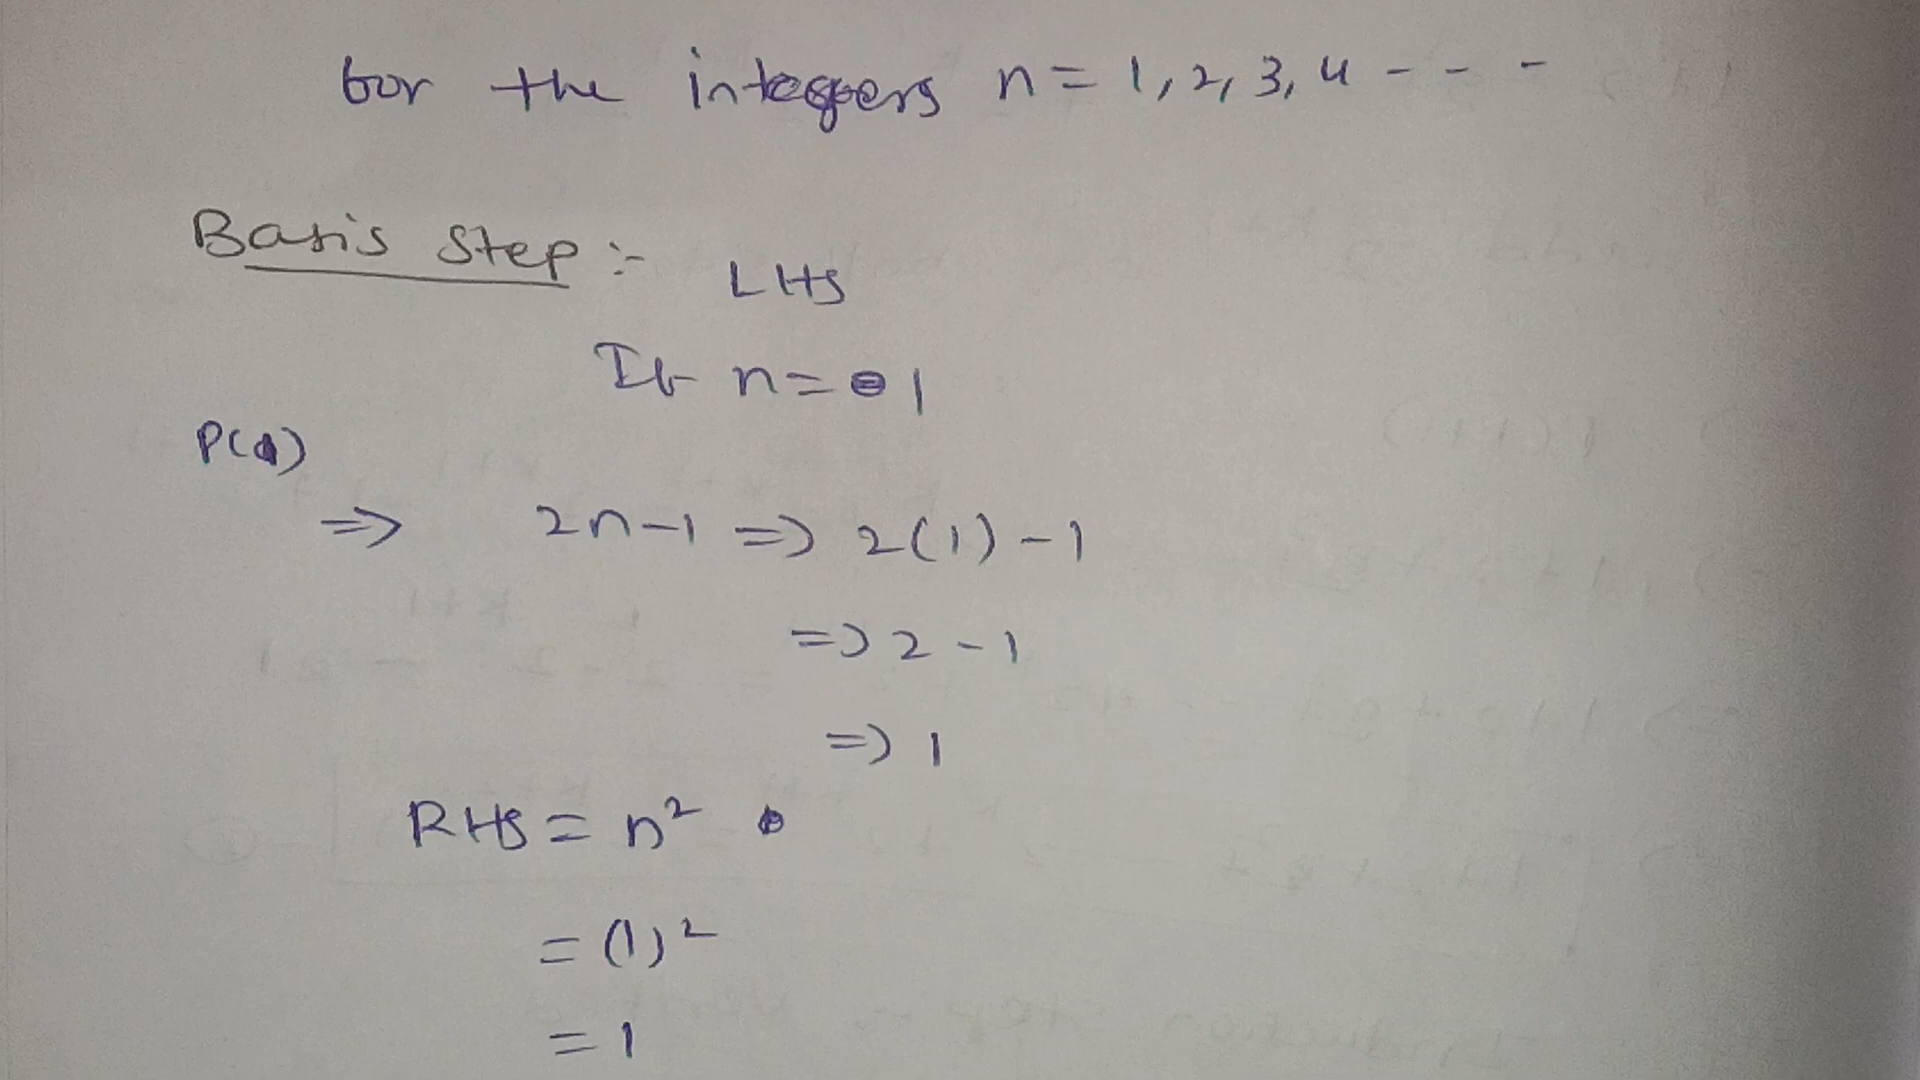 for the integers n = 1, 2, 3, 4 - - -
Basis Step :-
LHS
If n = 1
P(1)
=> 2n-1 => 2(1) - 1
=> 2 - 1
=> 1
RHS = n²
= (1)²
= 1